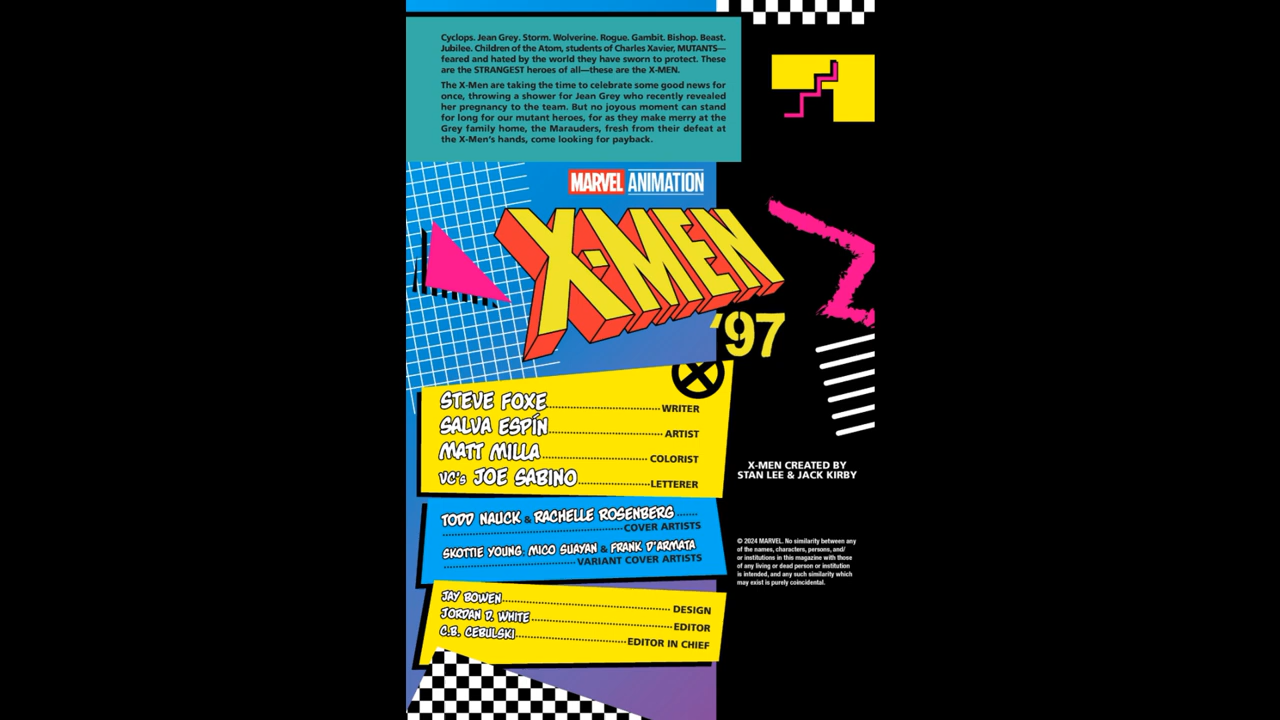 Cyclops. Jean Grey. Storm. Wolverine. Rogue. Gambit. Bishop. Beast.
Jubilee. Children of the Atom, students of Charles Xavier, MUTANTS—
feared and hated by the world they have sworn to protect. These
are the STRANGEST heroes of all—these are the X-MEN.
The X-Men are taking the time to celebrate some good news for
once, throwing a shower for Jean Grey who recently revealed
her pregnancy to the team. But no joyous moment can stand
for long for our mutant heroes, for as they make merry at the
Grey family home, the Marauders, fresh from their defeat at
the X-Men's hands, come looking for payback.
MARVEL ANIMATION
X-MEN
'97
STEVE FOXE WRITER
SALVA ESPÍN ARTIST
MATT MILLA COLORIST
VC's JOE SABINO LETTERER
TODD NAUCK & RACHELLE ROSENBERG
COVER ARTISTS
SKOTTIE YOUNG, MICO SUAYAN & FRANK D'ARMATA
VARIANT COVER ARTISTS
JAY BOWEN DESIGN
JORDAN D. WHITE EDITOR
C.B. CEBULSKI EDITOR IN CHIEF
X-MEN CREATED BY
STAN LEE & JACK KIRBY
© 2024 MARVEL. No similarity between any
of the names, characters, persons, and/
or institutions in this magazine with those
of any living or dead person or institution
is intended, and any such similarity which
may exist is purely coincidental.